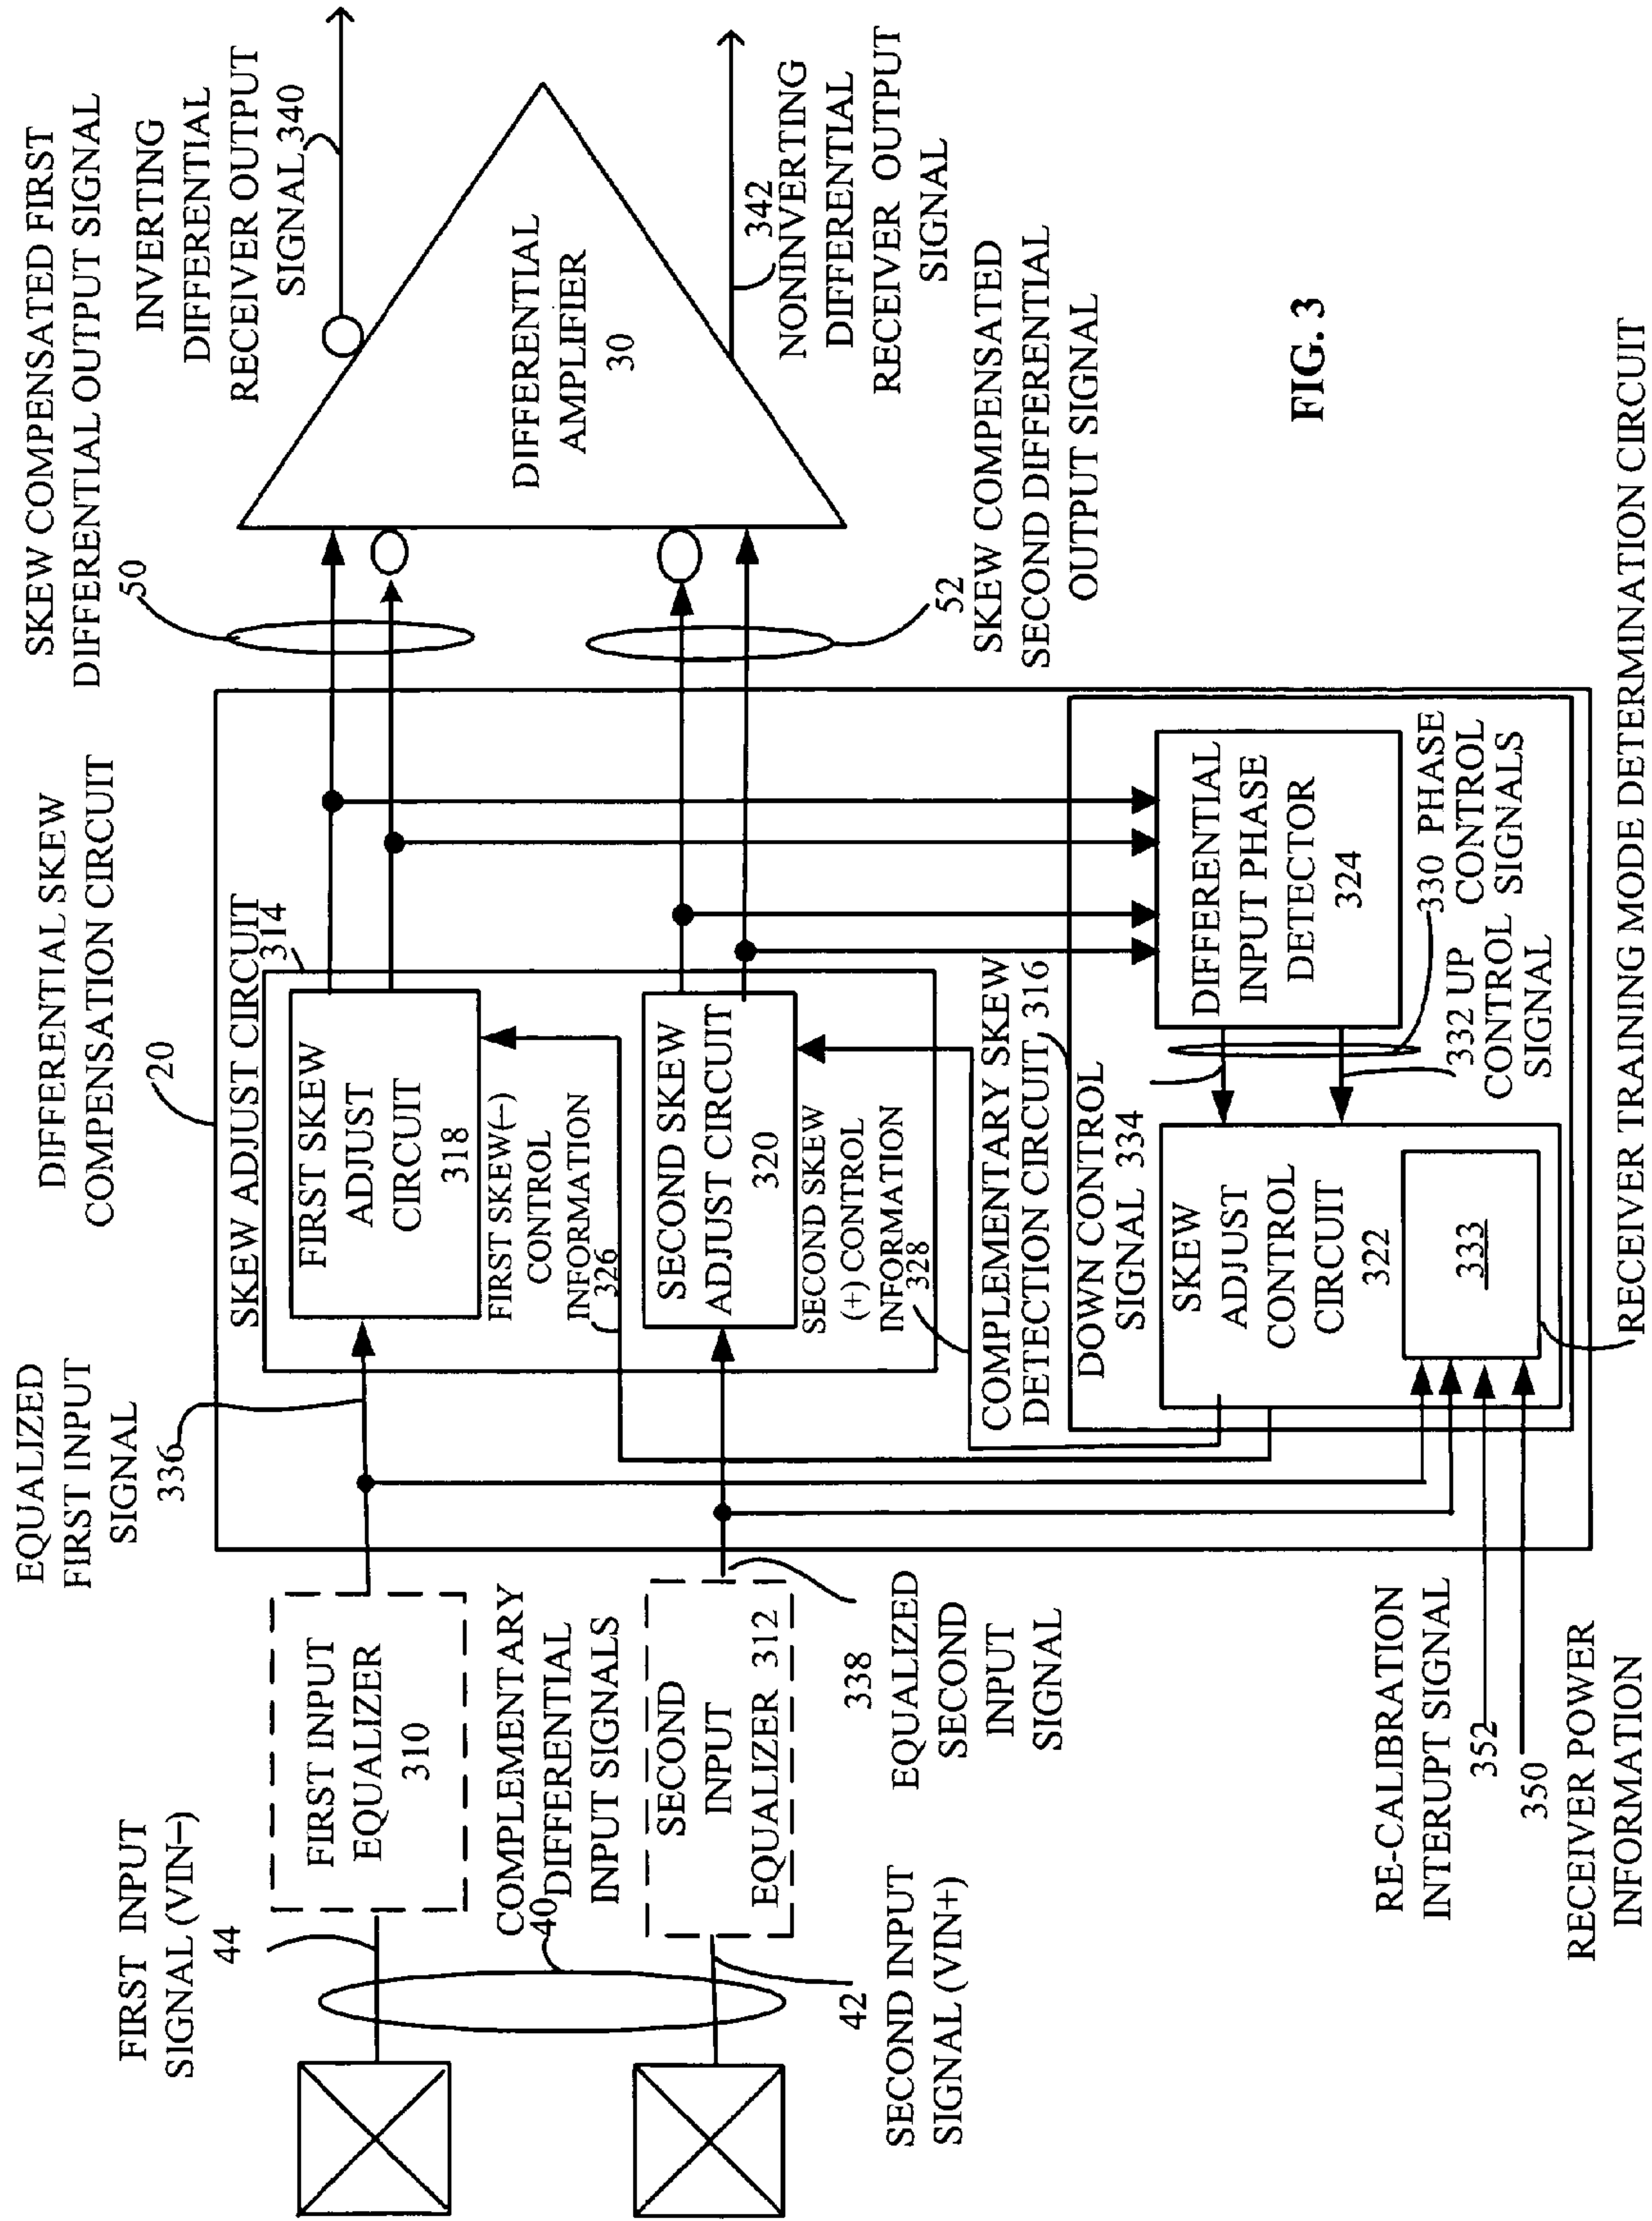 FIRST INPUT
SIGNAL (VIN–)
44
FIRST INPUT
EQUALIZER
310
COMPLEMENTARY
DIFFERENTIAL
INPUT SIGNALS
40
SECOND
INPUT
EQUALIZER 312
42
SECOND INPUT
SIGNAL (VIN+)
EQUALIZED
FIRST INPUT
SIGNAL
336
338
EQUALIZED
SECOND
INPUT
SIGNAL
RE-CALIBRATION
INTERUPT SIGNAL
352
350
RECEIVER POWER
INFORMATION
DIFFERENTIAL SKEW
COMPENSATION CIRCUIT
20
SKEW ADJUST CIRCUIT
314
FIRST SKEW
ADJUST
CIRCUIT
318
FIRST SKEW(–)
CONTROL
INFORMATION
326
SECOND SKEW
ADJUST CIRCUIT
320
SECOND SKEW
(+) CONTROL
INFORMATION
328
COMPLEMENTARY SKEW
DETECTION CIRCUIT 316
DOWN CONTROL
SIGNAL 334
SKEW
ADJUST
CONTROL
CIRCUIT
322
333
DIFFERENTIAL
INPUT PHASE
DETECTOR
324
330 PHASE
CONTROL
SIGNALS
332 UP
CONTROL
SIGNAL
RECEIVER TRAINING MODE DETERMINATION CIRCUIT
SKEW COMPENSATED FIRST
DIFFERENTIAL OUTPUT SIGNAL
50
52
SKEW COMPENSATED
SECOND DIFFERENTIAL
OUTPUT SIGNAL
INVERTING
DIFFERENTIAL
RECEIVER OUTPUT
SIGNAL 340
DIFFERENTIAL
AMPLIFIER
30
342
NONINVERTING
DIFFERENTIAL
RECEIVER OUTPUT
SIGNAL
FIG. 3